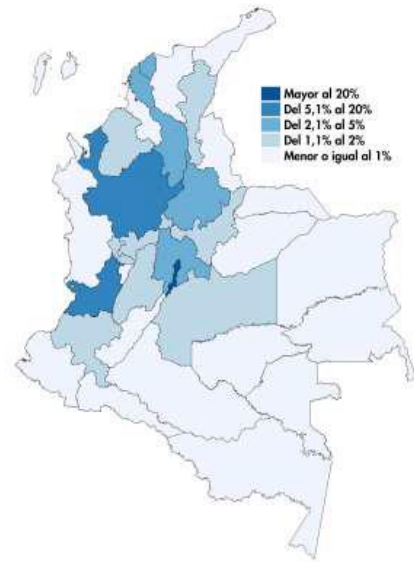 Mayor al 20%
Del 5,1% al 20%
Del 2,1% al 5%
Del 1,1% al 2%
Menor o igual al 1%